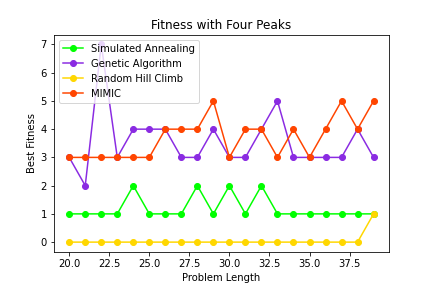 Fitness with Four Peaks
Simulated Annealing
Genetic Algorithm
Random Hill Climb
MIMIC
Best Fitness
7
6
5
4
3
2
1
0
20.0 22.5 25.0 27.5 30.0 32.5 35.0 37.5
Problem Length